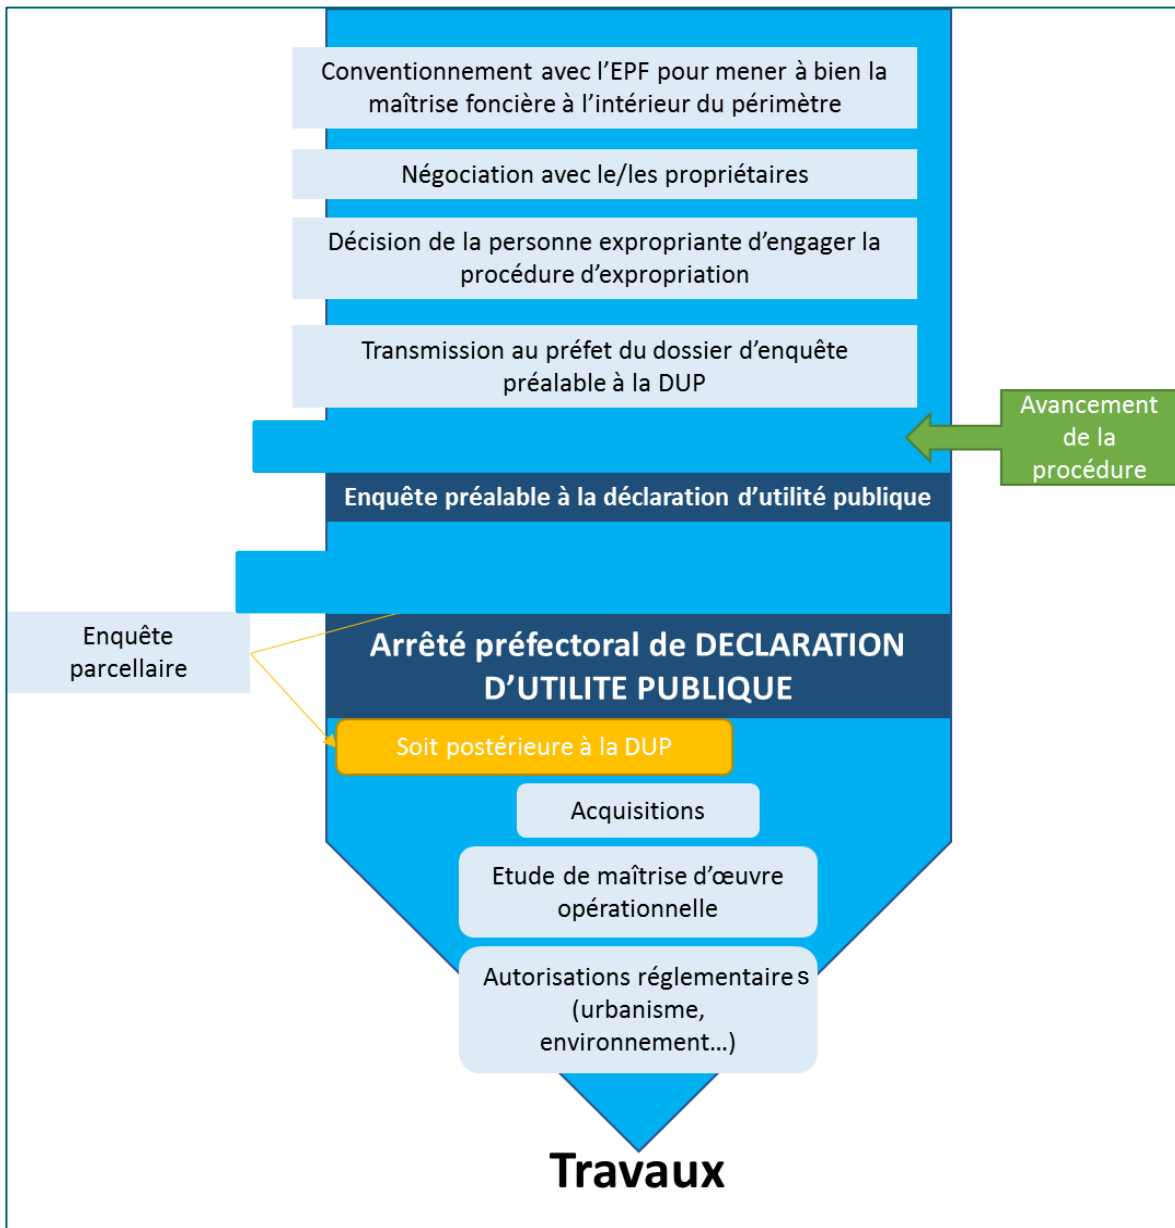 Conventionnement avec l’EPF pour mener à bien la
maîtrise foncière à l’intérieur du périmètre
Négociation avec le/les propriétaires
Décision de la personne expropriante d’engager la
procédure d’expropriation
Transmission au préfet du dossier d’enquête
préalable à la DUP
Avancement
de la
procédure
Enquête préalable à la déclaration d’utilité publique
Enquête
parcellaire
Arrêté préfectoral de DECLARATION
D’UTILITE PUBLIQUE
Soit postérieure à la DUP
Acquisitions
Etude de maîtrise d’œuvre
opérationnelle
Autorisations réglementaires
(urbanisme,
environnement…)
Travaux